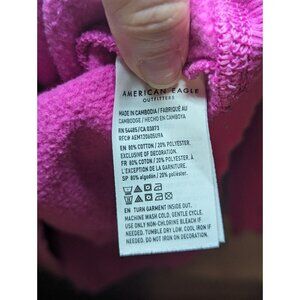 AMERICAN EAGLE
OUTFITTERS
MADE IN CAMBODIA / FABRIQUÉ AU
CAMBODGE / HECHO EN CAMBOYA
RN 54485/CA 03873
EN 80% COTTON / 20% POLYESTER,
EXCLUSIVE OF DECORATION.
FR 80% COTON / 20% POLYESTER, À
L'EXCEPTION DE LA GARNITURE.
SP 80% algodón / 20% poliéster.
EN TURN GARMENT INSIDE OUT.
MACHINE WASH COLD, GENTLE CYCLE.
USE ONLY NON-CHLORINE BLEACH IF
NEEDED. TUMBLE DRY LOW. COOL IRON IF
NEEDED. DO NOT IRON ON DECORATION.